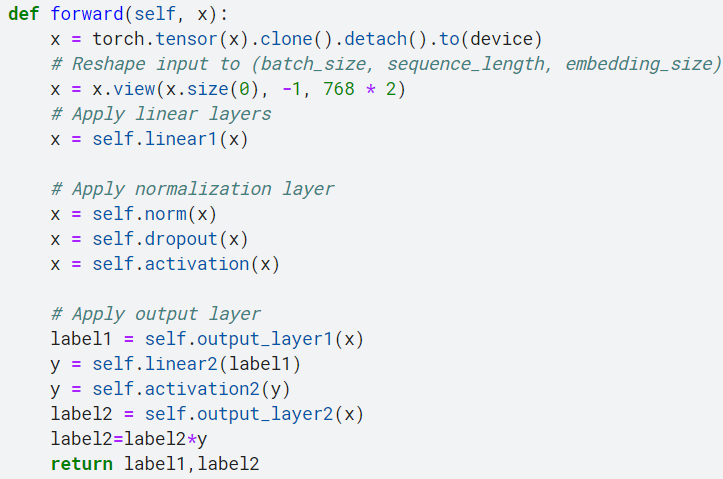 def forward(self, x):
    x = torch.tensor(x).clone().detach().to(device)
    # Reshape input to (batch_size, sequence_length, embedding_size)
    x = x.view(x.size(0), -1, 768 * 2)
    # Apply linear layers
    x = self.linear1(x)

    # Apply normalization layer
    x = self.norm(x)
    x = self.dropout(x)
    x = self.activation(x)

    # Apply output layer
    label1 = self.output_layer1(x)
    y = self.linear2(label1)
    y = self.activation2(y)
    label2 = self.output_layer2(x)
    label2=label2*y
    return label1,label2